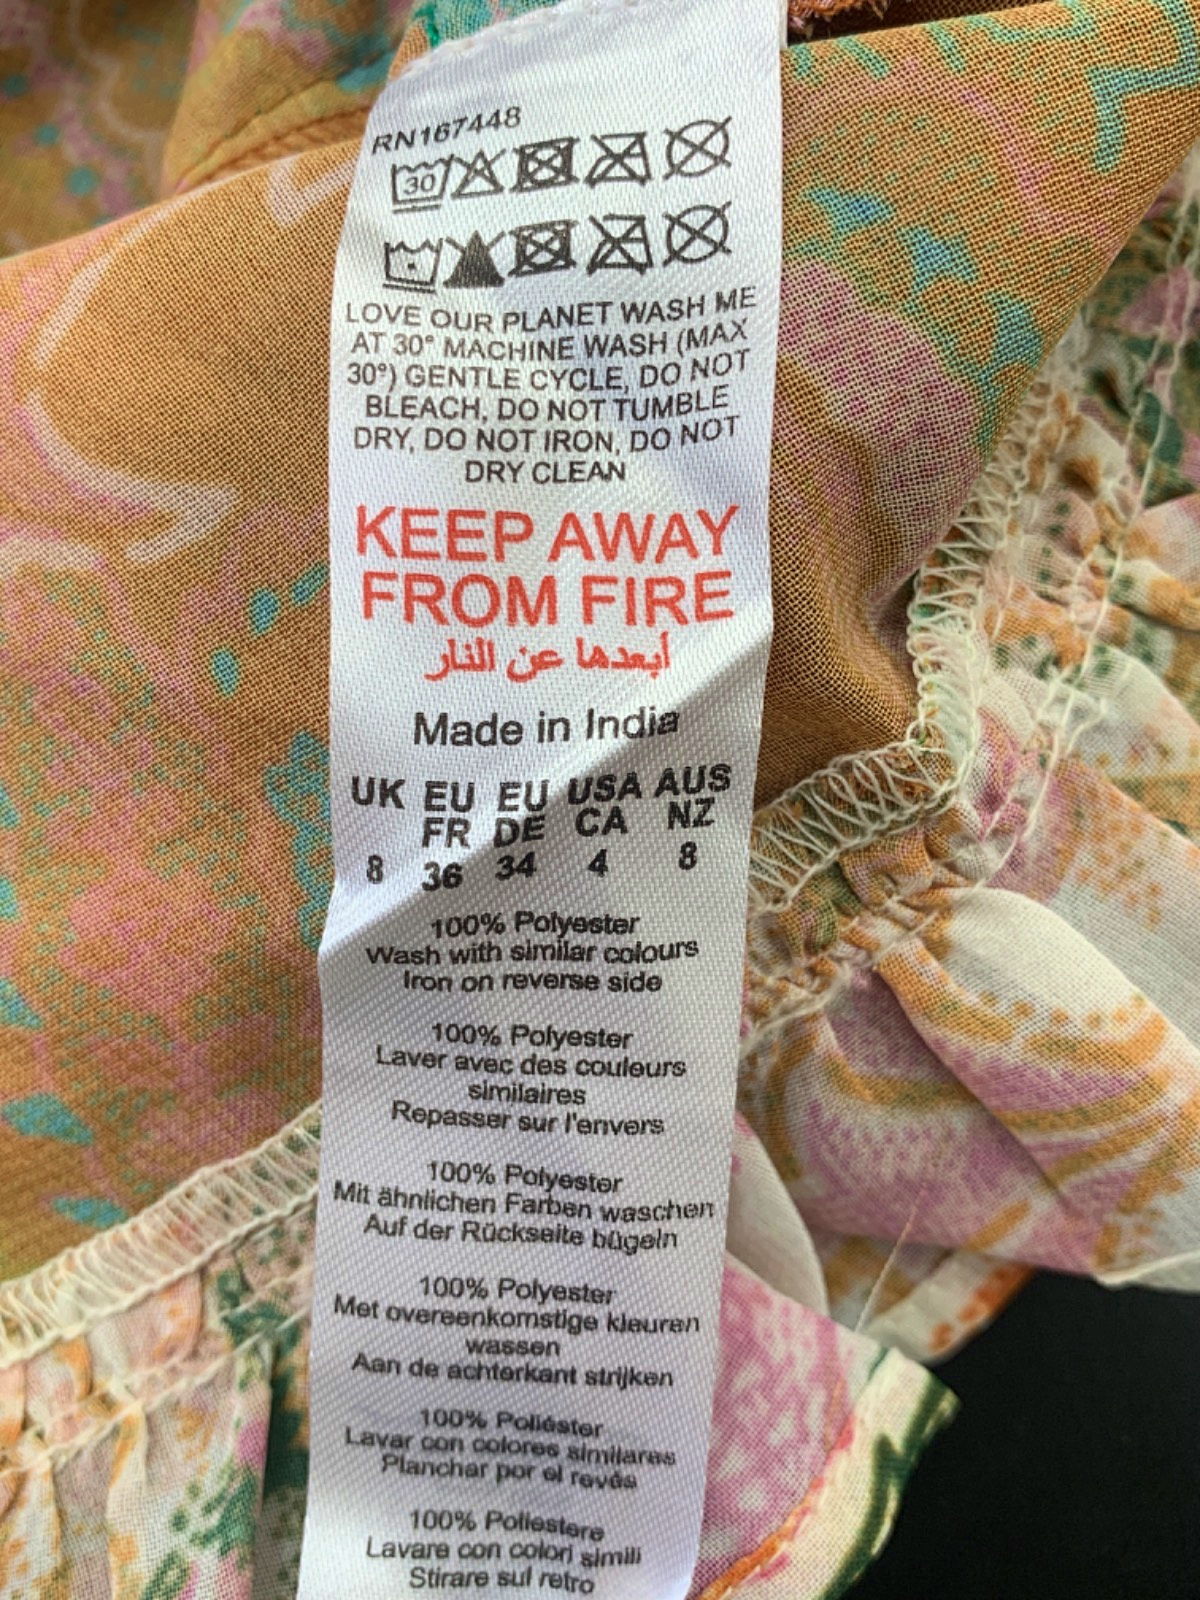 RN167448
30
LOVE OUR PLANET WASH ME
AT 30° MACHINE WASH (MAX
30°) GENTLE CYCLE, DO NOT
BLEACH, DO NOT TUMBLE
DRY, DO NOT IRON, DO NOT
DRY CLEAN
KEEP AWAY
FROM FIRE
أبعدها عن النار
Made in India
UK EU EU USA AUS
FR DE CA NZ
8 36 34 4 8
100% Polyester
Wash with similar colours
Iron on reverse side
100% Polyester
Laver avec des couleurs
similaires
Repasser sur l'envers
100% Polyester
Mit ähnlichen Farben waschen
Auf der Rückseite bügeln
100% Polyester
Met overeenkomstige kleuren
wassen
Aan de achterkant strijken
100% Poliéster
Lavar con colores similares
Planchar por el revés
100% Poliestere
Lavare con colori simili
Stirare sul retro